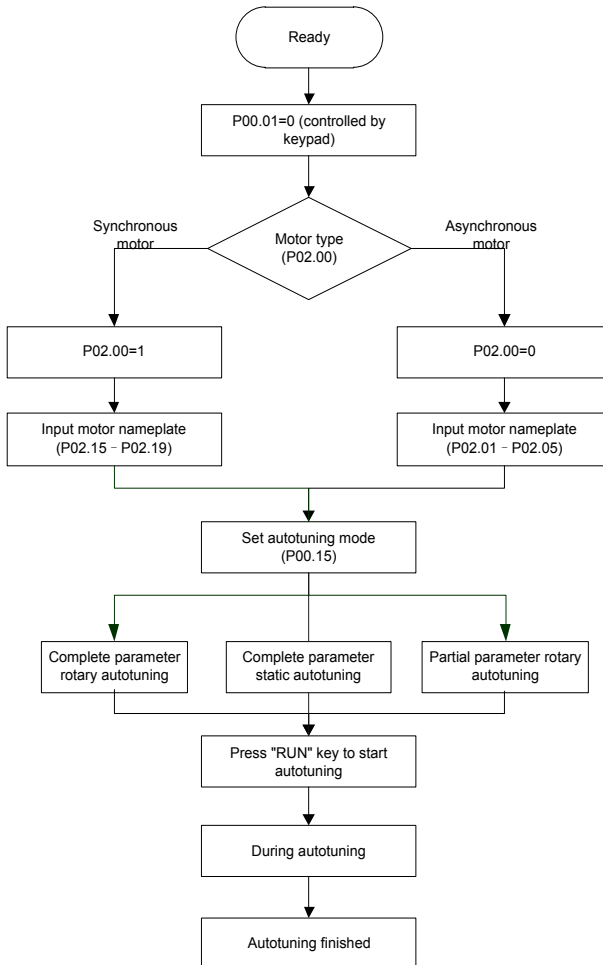 Ready
P00.01=0 (controlled by
keypad)
Synchronous
motor
Motor type
(P02.00)
Asynchronous
motor
P02.00=1
P02.00=0
Input motor nameplate
(P02.15–P02.19)
Input motor nameplate
(P02.01–P02.05)
Set autotuning mode
(P00.15)
Complete parameter
rotary autotuning
Complete parameter
static autotuning
Partial parameter rotary
autotuning
Press "RUN" key to start
autotuning
During autotuning
Autotuning finished